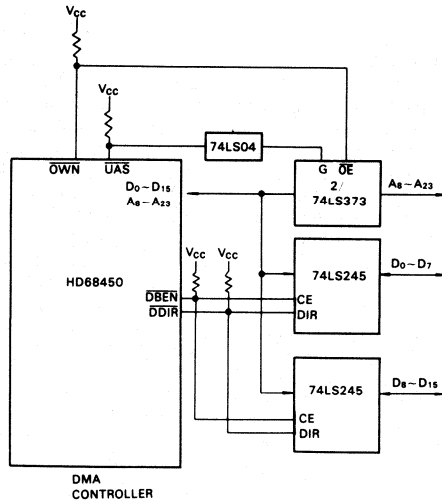 VCC
VCC
74LS04
G OE
2/
74LS373
A8~A23
OWN UAS
D0~D15
A8~A23
VCC VCC
HD68450
DBEN
DDIR
74LS245
CE
DIR
D0~D7
74LS245
CE
DIR
D8~D15
DMA
CONTROLLER